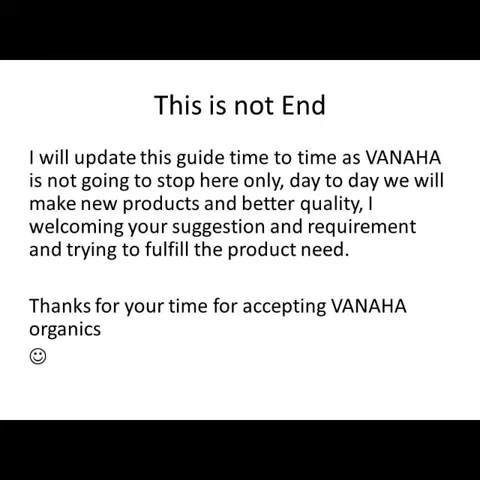 This is not End
I will update this guide time to time as VANAHA
is not going to stop here only, day to day we will
make new products and better quality, I
welcoming your suggestion and requirement
and trying to fulfill the product need.
Thanks for your time for accepting VANAHA
organics
☺